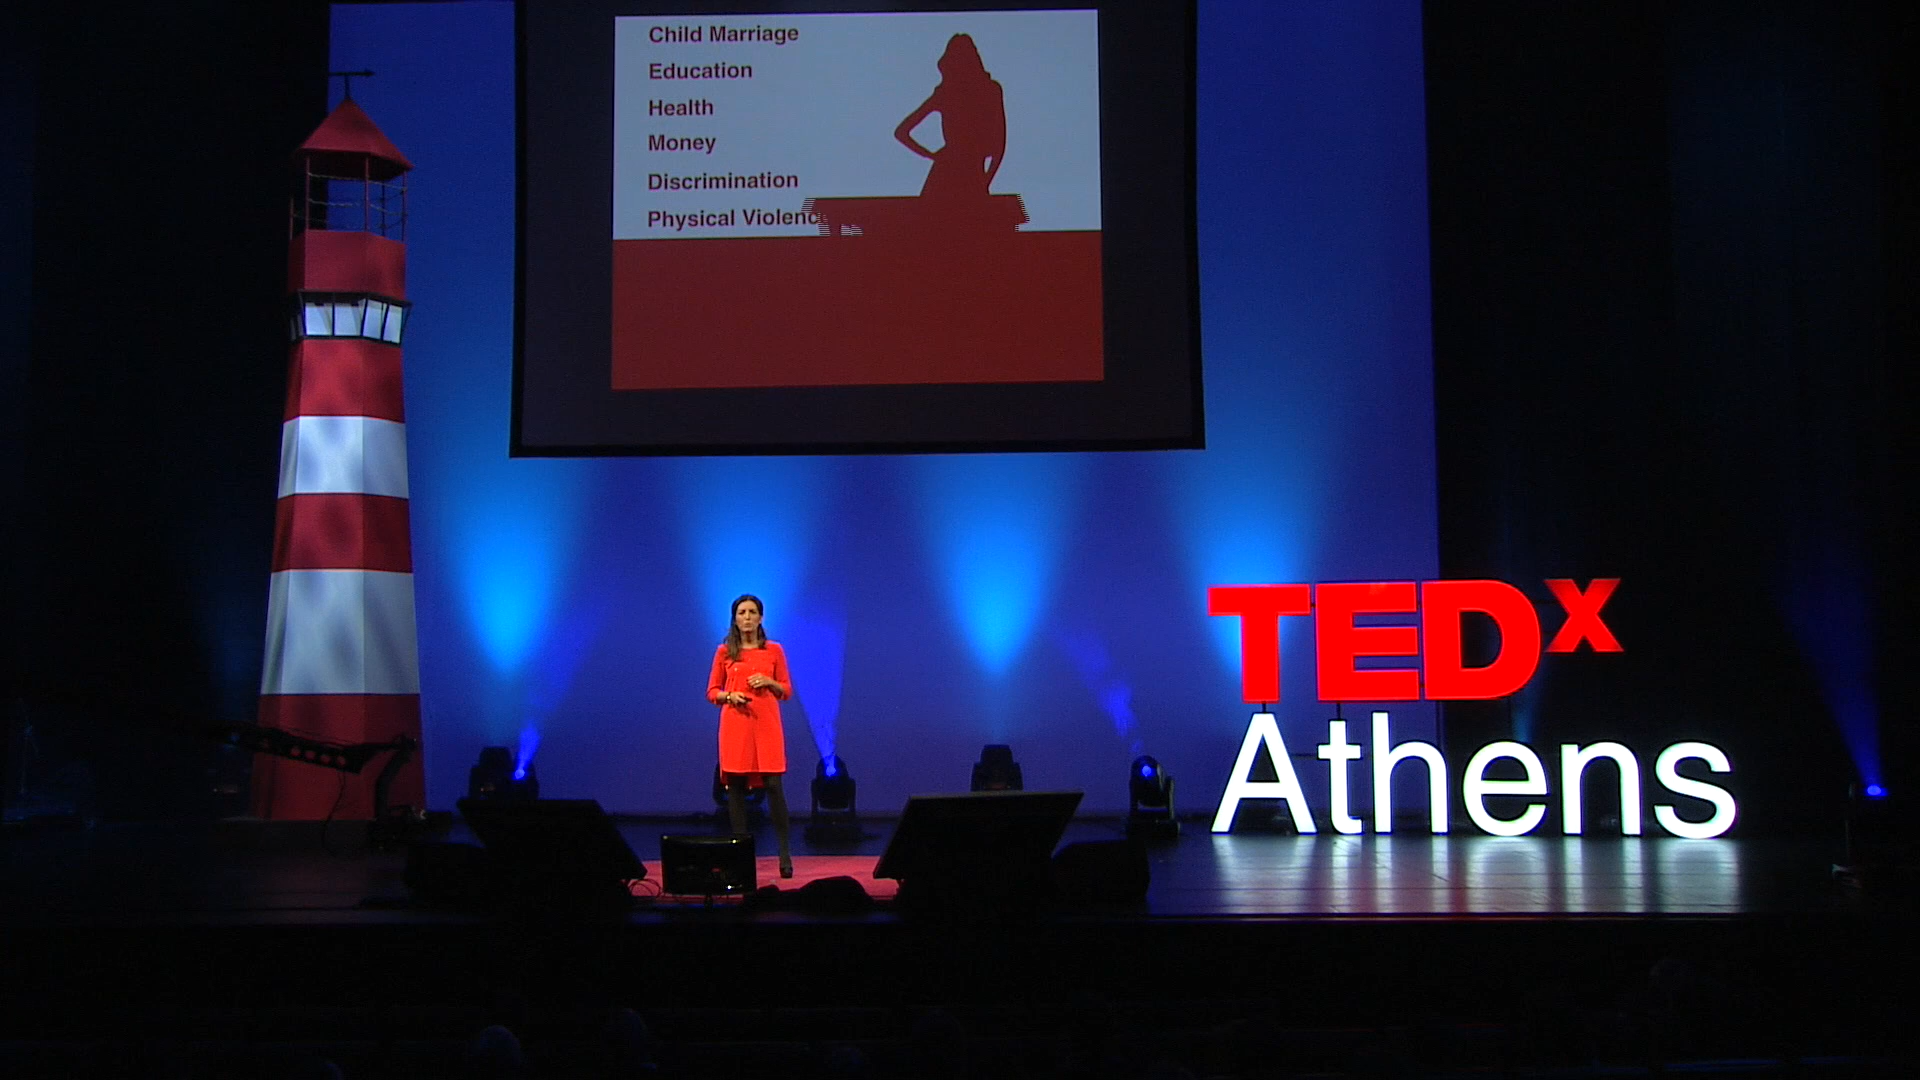 Child Marriage
Education
Health
Money
Discrimination
Physical Violenc
TEDx
Athens